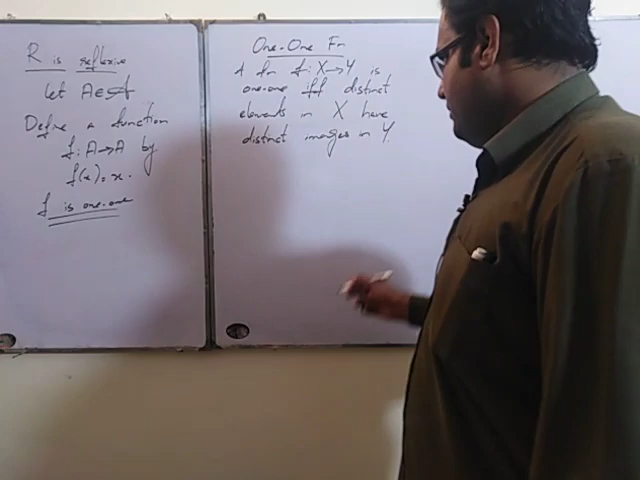 R is reflexive
Let A ∈ A
Define a function
f : A → A by
f(x) = x.
f is one-one
One-One Fn
A fn f : X → Y is
one-one iff distinct
elements in X have
distinct images in Y.